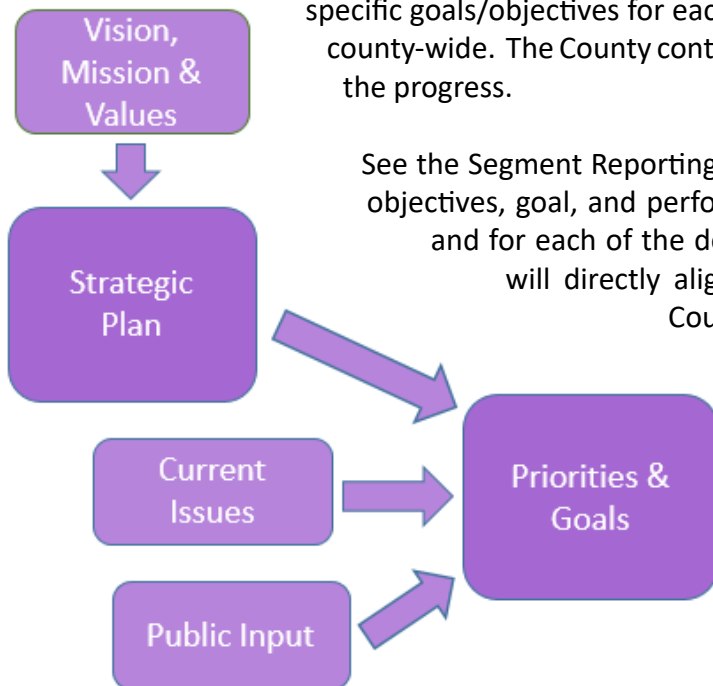 specific goals/objectives for eac
county-wide. The County cont
the progress.
See the Segment Reporting
objectives, goal, and perfo
and for each of the d
will directly alig
Cou
Vision,
Mission &
Values
Strategic
Plan
Current
Issues
Public Input
Priorities &
Goals